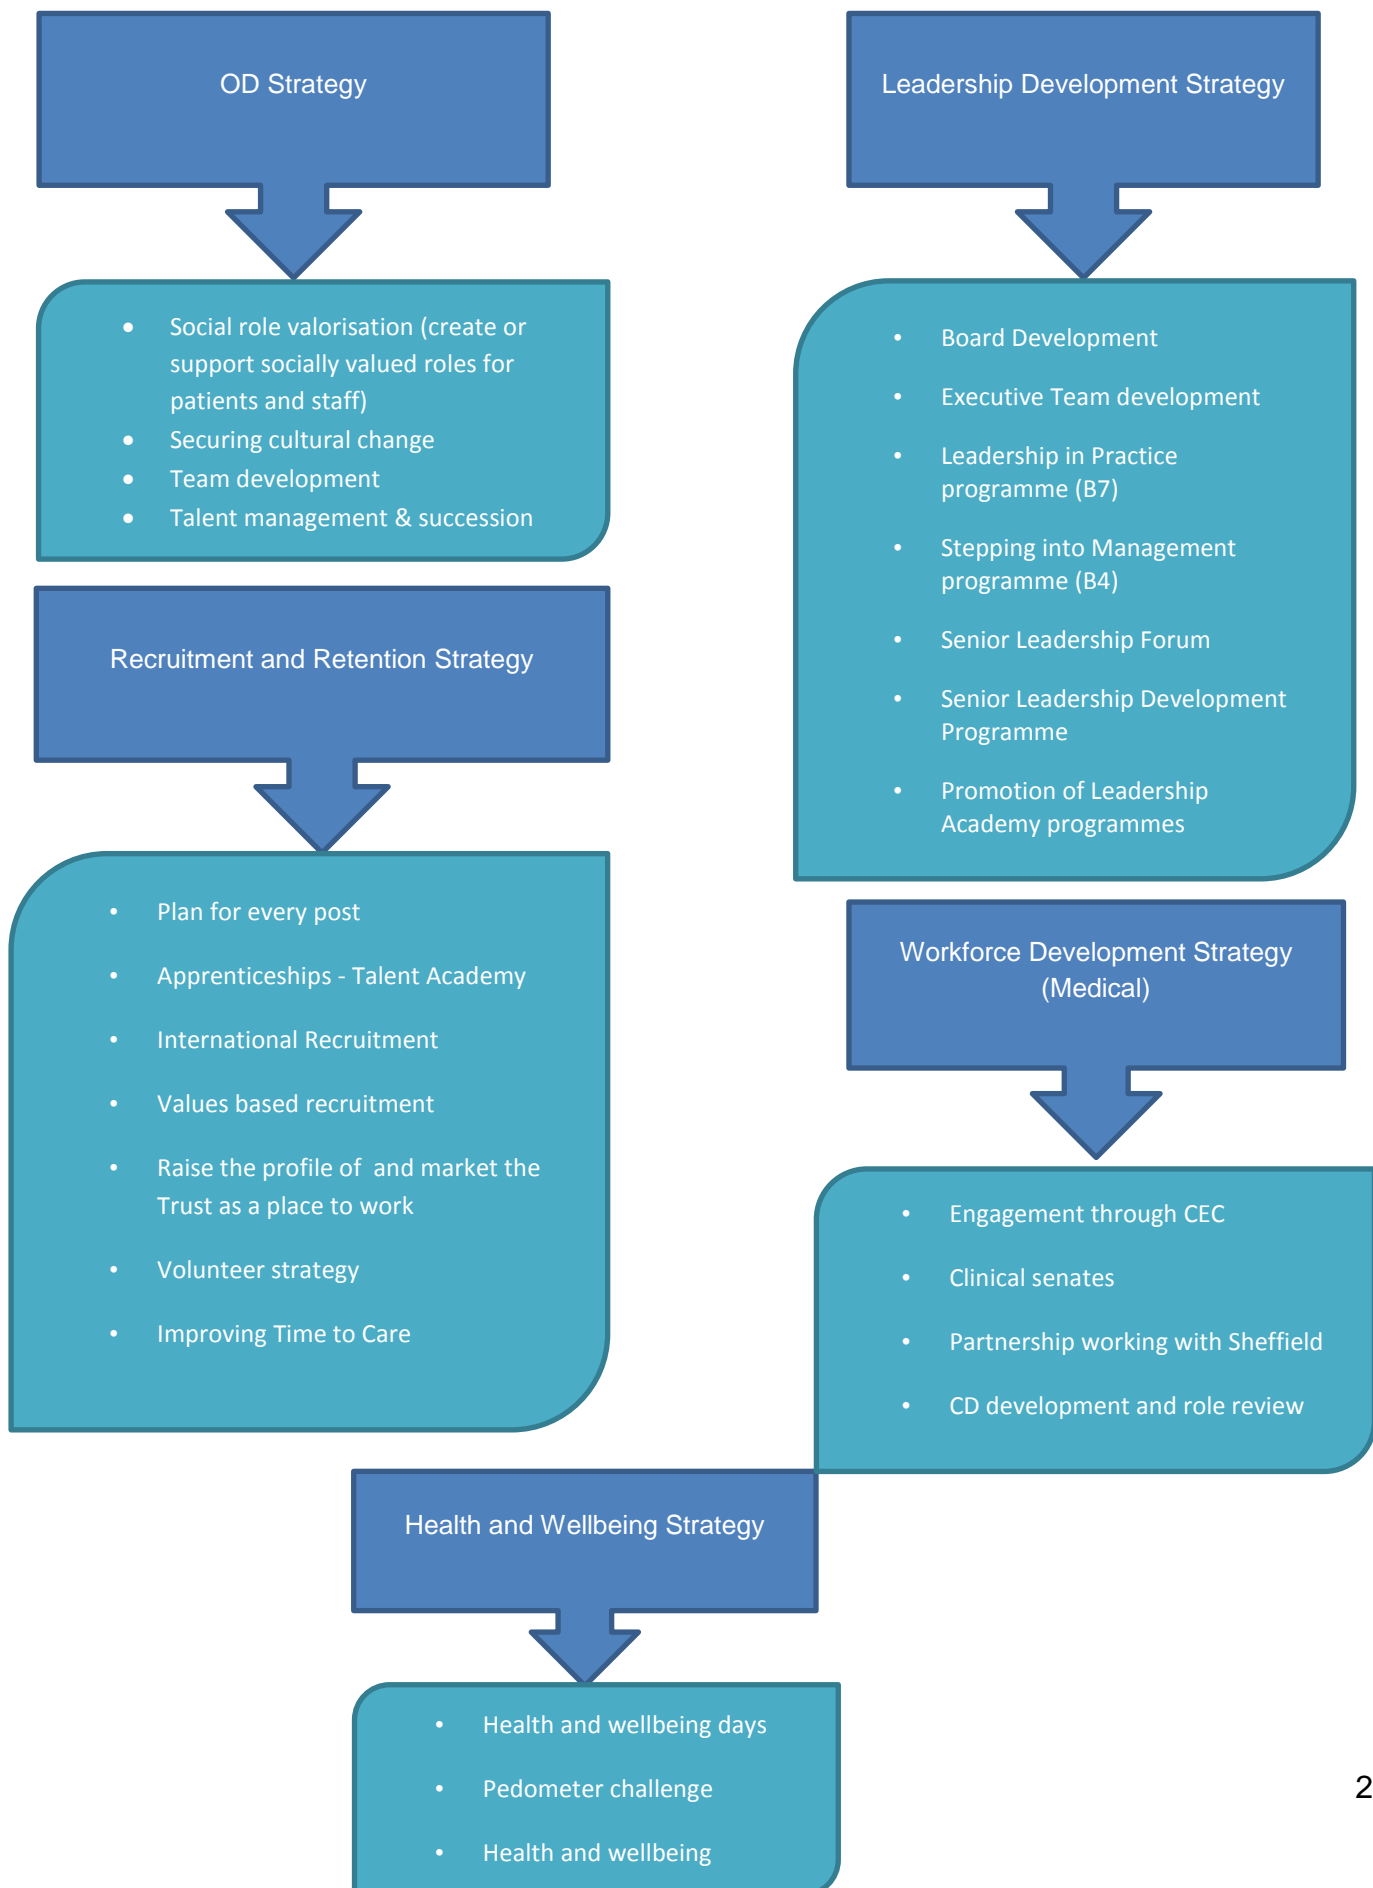 OD Strategy
• Social role valorisation (create or
support socially valued roles for
patients and staff)
• Securing cultural change
• Team development
• Talent management & succession
Recruitment and Retention Strategy
• Plan for every post
• Apprenticeships - Talent Academy
• International Recruitment
• Values based recruitment
• Raise the profile of  and market the
Trust as a place to work
• Volunteer strategy
• Improving Time to Care
Leadership Development Strategy
• Board Development
• Executive Team development
• Leadership in Practice
programme (B7)
• Stepping into Management
programme (B4)
• Senior Leadership Forum
• Senior Leadership Development
Programme
• Promotion of Leadership
Academy programmes
Workforce Development Strategy
(Medical)
• Engagement through CEC
• Clinical senates
• Partnership working with Sheffield
• CD development and role review
Health and Wellbeing Strategy
• Health and wellbeing days
• Pedometer challenge
• Health and wellbeing
2